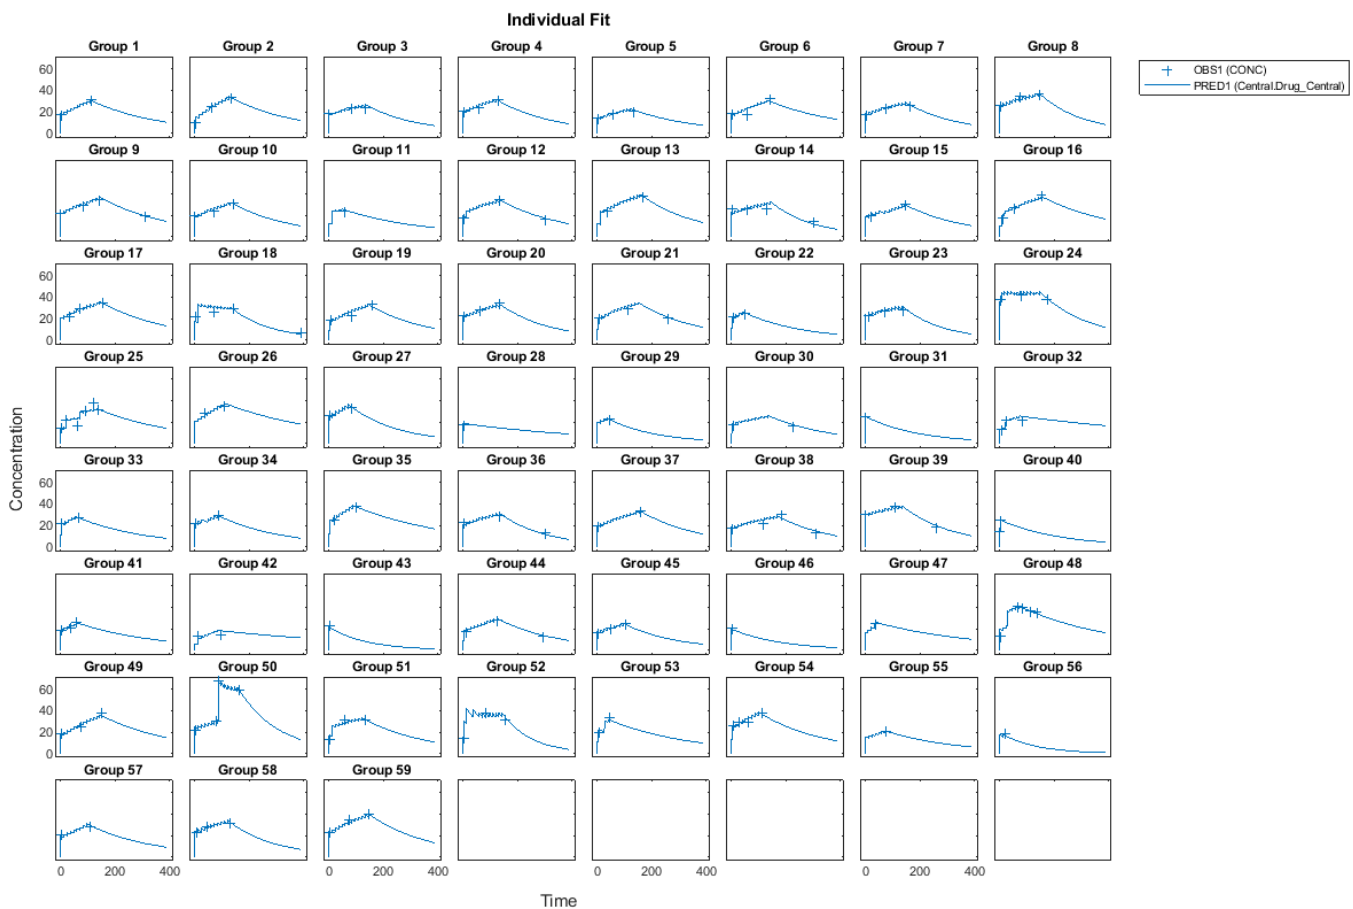 Individual Fit
Group 1 Group 2 Group 3 Group 4 Group 5 Group 6 Group 7 Group 8
OBS1 (CONC)
PRED1 (Central.Drug_Central)
60
40
20
0
Group 9 Group 10 Group 11 Group 12 Group 13 Group 14 Group 15 Group 16
Group 17 Group 18 Group 19 Group 20 Group 21 Group 22 Group 23 Group 24
60
40
20
0
Group 25 Group 26 Group 27 Group 28 Group 29 Group 30 Group 31 Group 32
Concentration
Group 33 Group 34 Group 35 Group 36 Group 37 Group 38 Group 39 Group 40
60
40
20
0
Group 41 Group 42 Group 43 Group 44 Group 45 Group 46 Group 47 Group 48
Group 49 Group 50 Group 51 Group 52 Group 53 Group 54 Group 55 Group 56
60
40
20
0
Group 57 Group 58 Group 59
0 200 400 0 200 400 0 200 400 0 200 400
Time